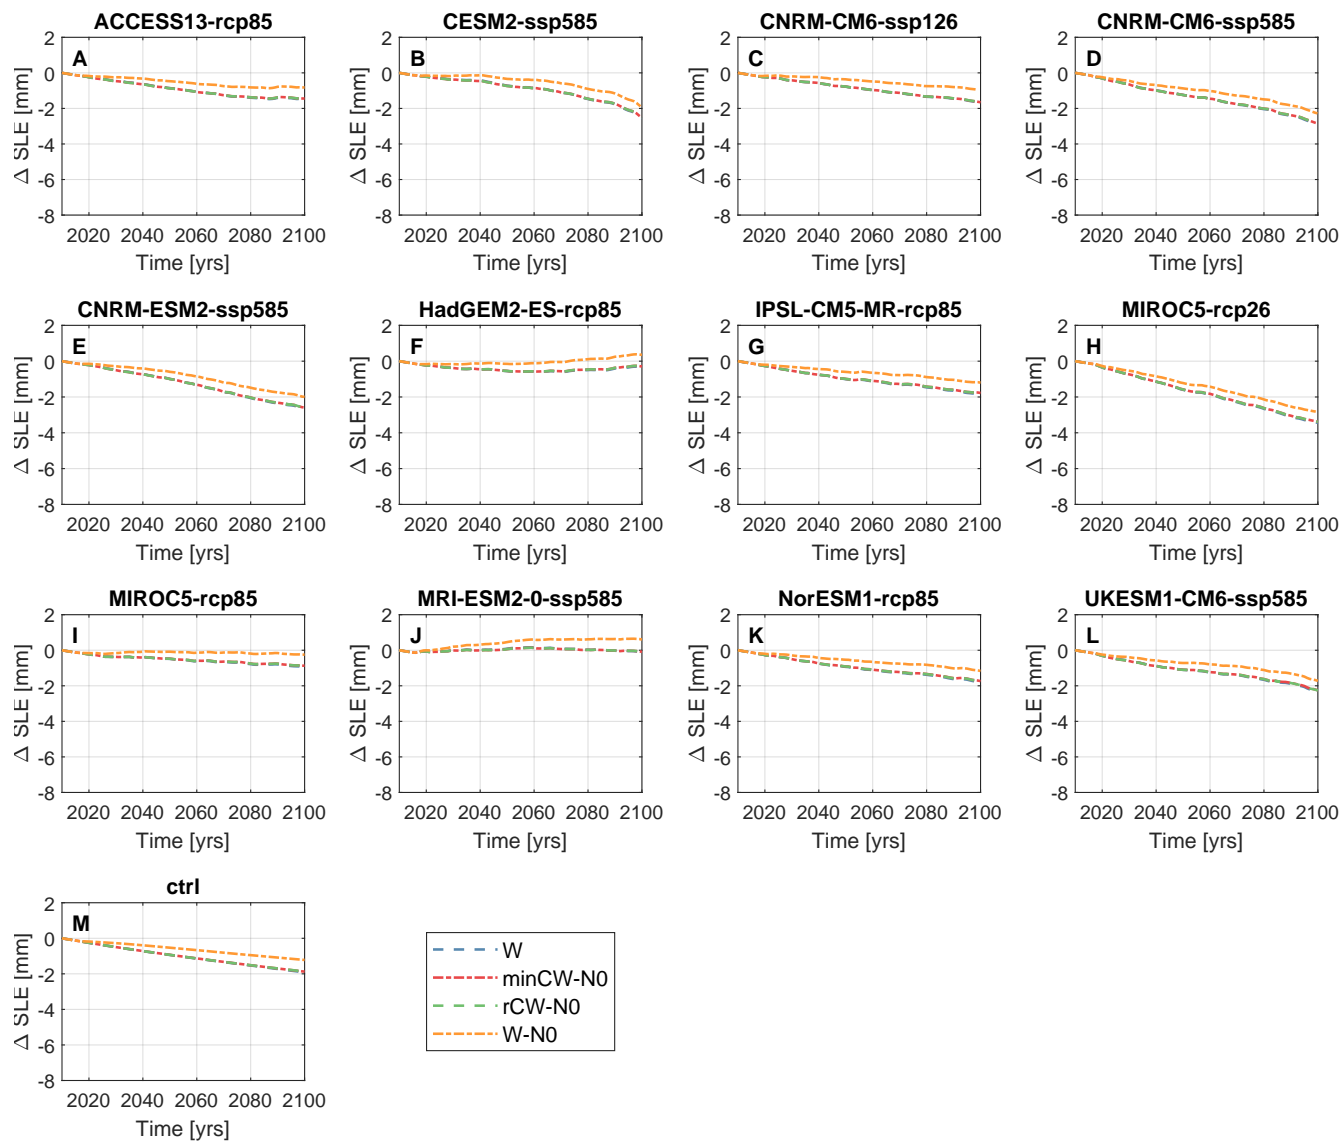 ACCESS13-rcp85
CESM2-ssp585
CNRM-CM6-ssp126
CNRM-CM6-ssp585
A
B
C
D
2
0
-2
-4
-6
-8
Δ SLE [mm]
2020 2040 2060 2080 2100
Time [yrs]
2
0
-2
-4
-6
-8
Δ SLE [mm]
2020 2040 2060 2080 2100
Time [yrs]
2
0
-2
-4
-6
-8
Δ SLE [mm]
2020 2040 2060 2080 2100
Time [yrs]
2
0
-2
-4
-6
-8
Δ SLE [mm]
2020 2040 2060 2080 2100
Time [yrs]
CNRM-ESM2-ssp585
HadGEM2-ES-rcp85
IPSL-CM5-MR-rcp85
MIROC5-rcp26
E
F
G
H
2
0
-2
-4
-6
-8
Δ SLE [mm]
2020 2040 2060 2080 2100
Time [yrs]
2
0
-2
-4
-6
-8
Δ SLE [mm]
2020 2040 2060 2080 2100
Time [yrs]
2
0
-2
-4
-6
-8
Δ SLE [mm]
2020 2040 2060 2080 2100
Time [yrs]
2
0
-2
-4
-6
-8
Δ SLE [mm]
2020 2040 2060 2080 2100
Time [yrs]
MIROC5-rcp85
MRI-ESM2-0-ssp585
NorESM1-rcp85
UKESM1-CM6-ssp585
I
J
K
L
2
0
-2
-4
-6
-8
Δ SLE [mm]
2020 2040 2060 2080 2100
Time [yrs]
2
0
-2
-4
-6
-8
Δ SLE [mm]
2020 2040 2060 2080 2100
Time [yrs]
2
0
-2
-4
-6
-8
Δ SLE [mm]
2020 2040 2060 2080 2100
Time [yrs]
2
0
-2
-4
-6
-8
Δ SLE [mm]
2020 2040 2060 2080 2100
Time [yrs]
ctrl
M
2
0
-2
-4
-6
-8
Δ SLE [mm]
2020 2040 2060 2080 2100
Time [yrs]
W
minCW-N0
rCW-N0
W-N0